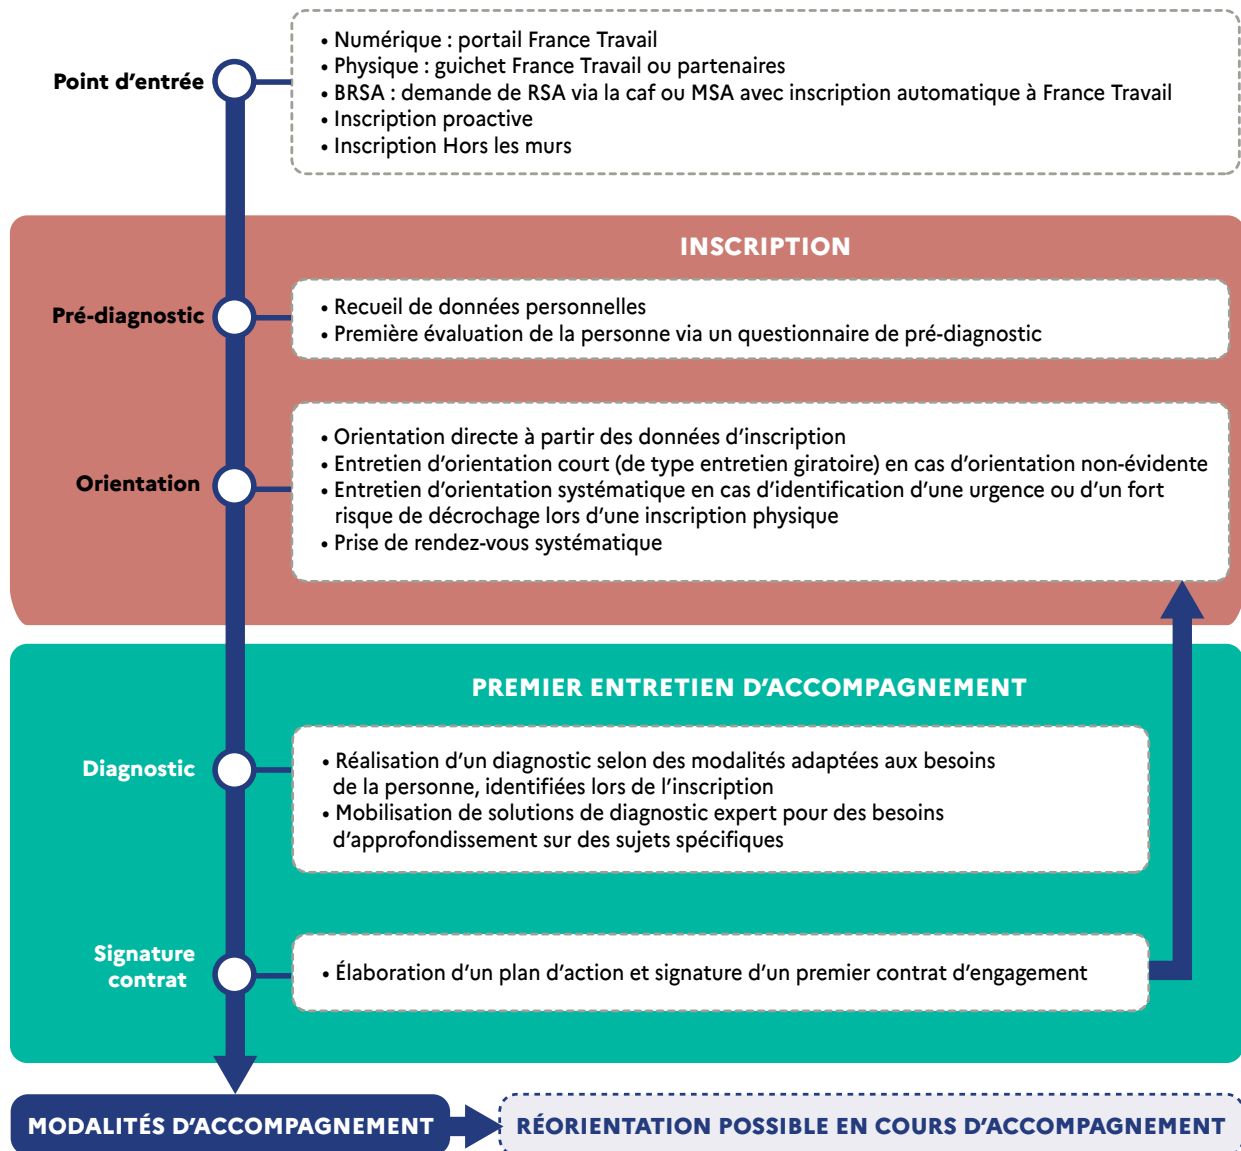 Point d’entrée
• Numérique : portail France Travail
• Physique : guichet France Travail ou partenaires
• BRSA : demande de RSA via la caf ou MSA avec inscription automatique à France Travail
• Inscription proactive
• Inscription Hors les murs
INSCRIPTION
Pré-diagnostic
• Recueil de données personnelles
• Première évaluation de la personne via un questionnaire de pré-diagnostic
Orientation
• Orientation directe à partir des données d’inscription
• Entretien d’orientation court (de type entretien giratoire) en cas d’orientation non-évidente
• Entretien d’orientation systématique en cas d’identification d’une urgence ou d’un fort
risque de décrochage lors d’une inscription physique
• Prise de rendez-vous systématique
PREMIER ENTRETIEN D’ACCOMPAGNEMENT
Diagnostic
• Réalisation d’un diagnostic selon des modalités adaptées aux besoins
de la personne, identifiées lors de l’inscription
• Mobilisation de solutions de diagnostic expert pour des besoins
d’approfondissement sur des sujets spécifiques
Signature
contrat
• Élaboration d’un plan d’action et signature d’un premier contrat d’engagement
MODALITÉS D’ACCOMPAGNEMENT
RÉORIENTATION POSSIBLE EN COURS D’ACCOMPAGNEMENT